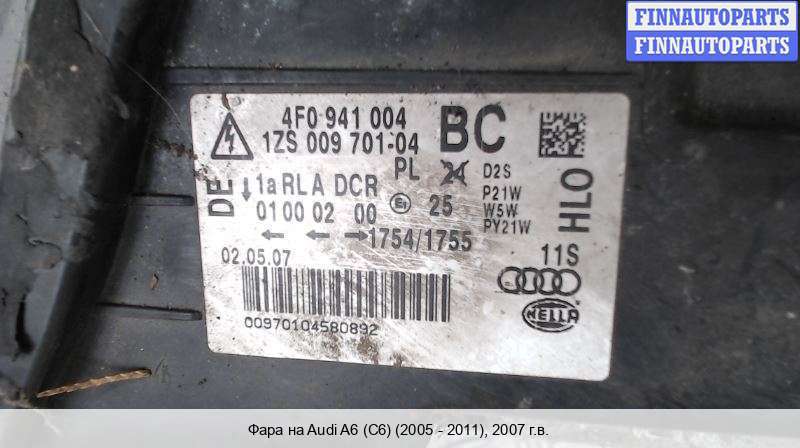 FINNAUTOPARTS
FINNAUTOPARTS
4F0 941 004 BC
1ZS 009 701-04
PL 24 D2S
DE 1a RL A DCR P21W
01 00 02 00 E1 25 W5W
PY21W
HLO
1754/1755
02.05.07 11S
00970104580892
HELLA
Фара на Audi A6 (C6) (2005 - 2011), 2007 г.в.